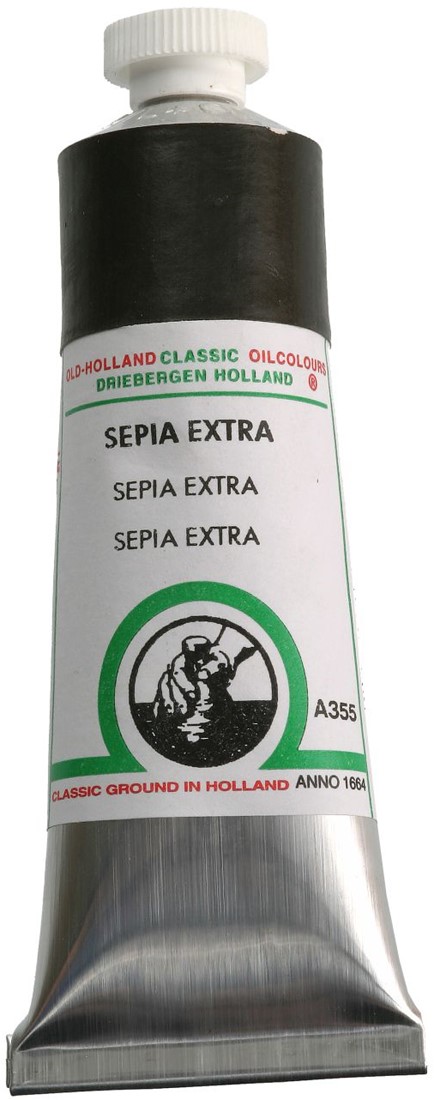 OLD-HOLLAND CLASSIC OILCOLOURS
DRIEBERGEN HOLLAND ®
SEPIA EXTRA
SEPIA EXTRA
SEPIA EXTRA
A355
CLASSIC GROUND IN HOLLAND ANNO 1664